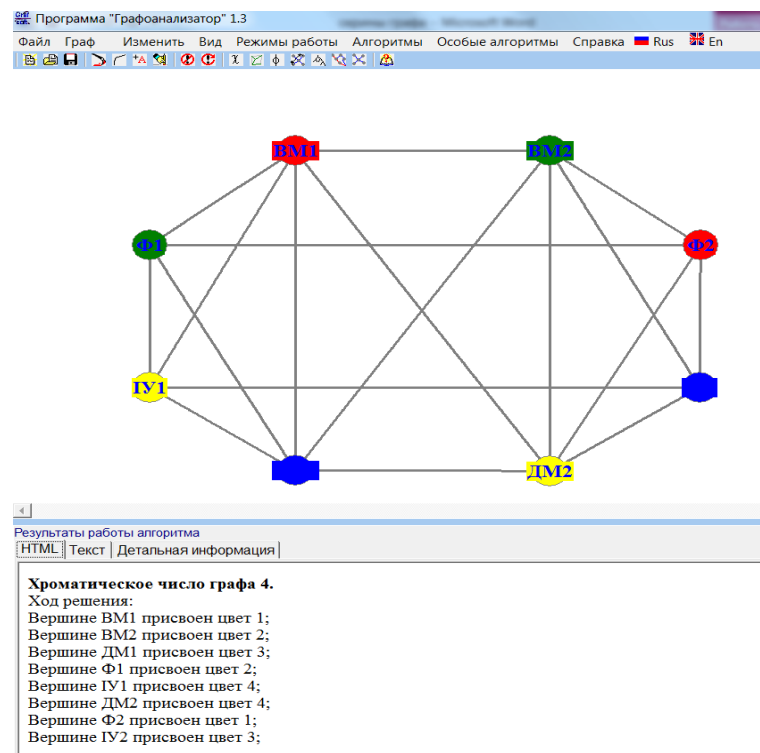 Программа "Графоанализатор" 1.3
Файл Граф Изменить Вид Режимы работы Алгоритмы Особые алгоритмы Справка Rus En
ВМ1 ВМ2
Ф1 Ф2
ІУ1
ДМ2
Результаты работы алгоритма
HTML Текст Детальная информация
Хроматическое число графа 4.
Ход решения:
Вершине ВМ1 присвоен цвет 1;
Вершине ВМ2 присвоен цвет 2;
Вершине ДМ1 присвоен цвет 3;
Вершине Ф1 присвоен цвет 2;
Вершине ІУ1 присвоен цвет 4;
Вершине ДМ2 присвоен цвет 4;
Вершине Ф2 присвоен цвет 1;
Вершине ІУ2 присвоен цвет 3;